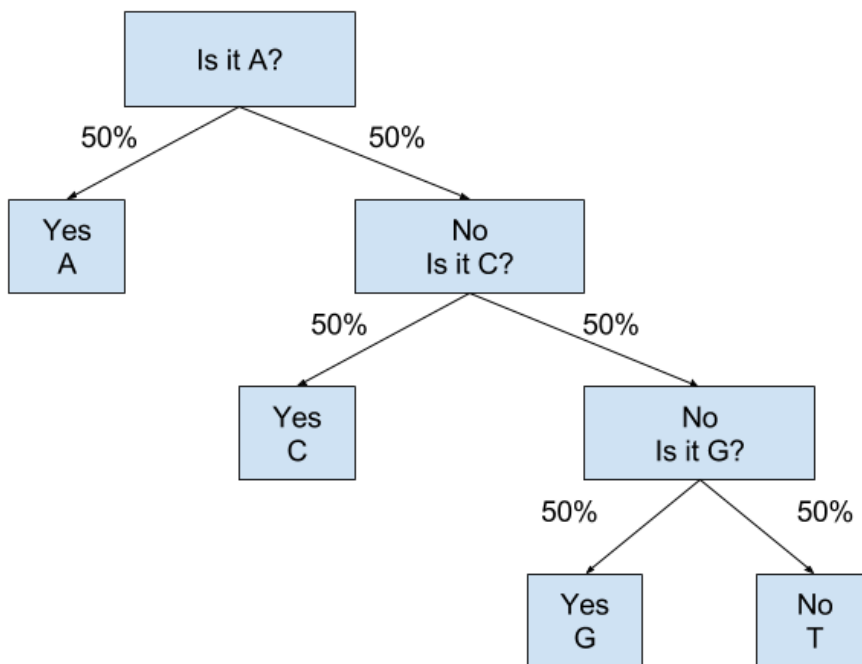 Is it A?
50%
50%
Yes
A
No
Is it C?
50%
50%
Yes
C
No
Is it G?
50%
50%
Yes
G
No
T